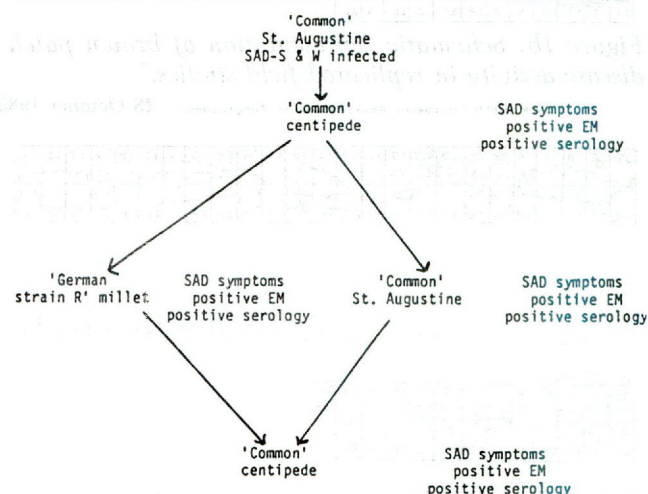 'Common'
St. Augustine
SAD-S & W infected
'Common'
centipede
SAD symptoms
positive EM
positive serology
'German
strain R' millet
SAD symptoms
positive EM
positive serology
'Common'
St. Augustine
SAD symptoms
positive EM
positive serology
'Common'
centipede
SAD symptoms
positive EM
positive serology